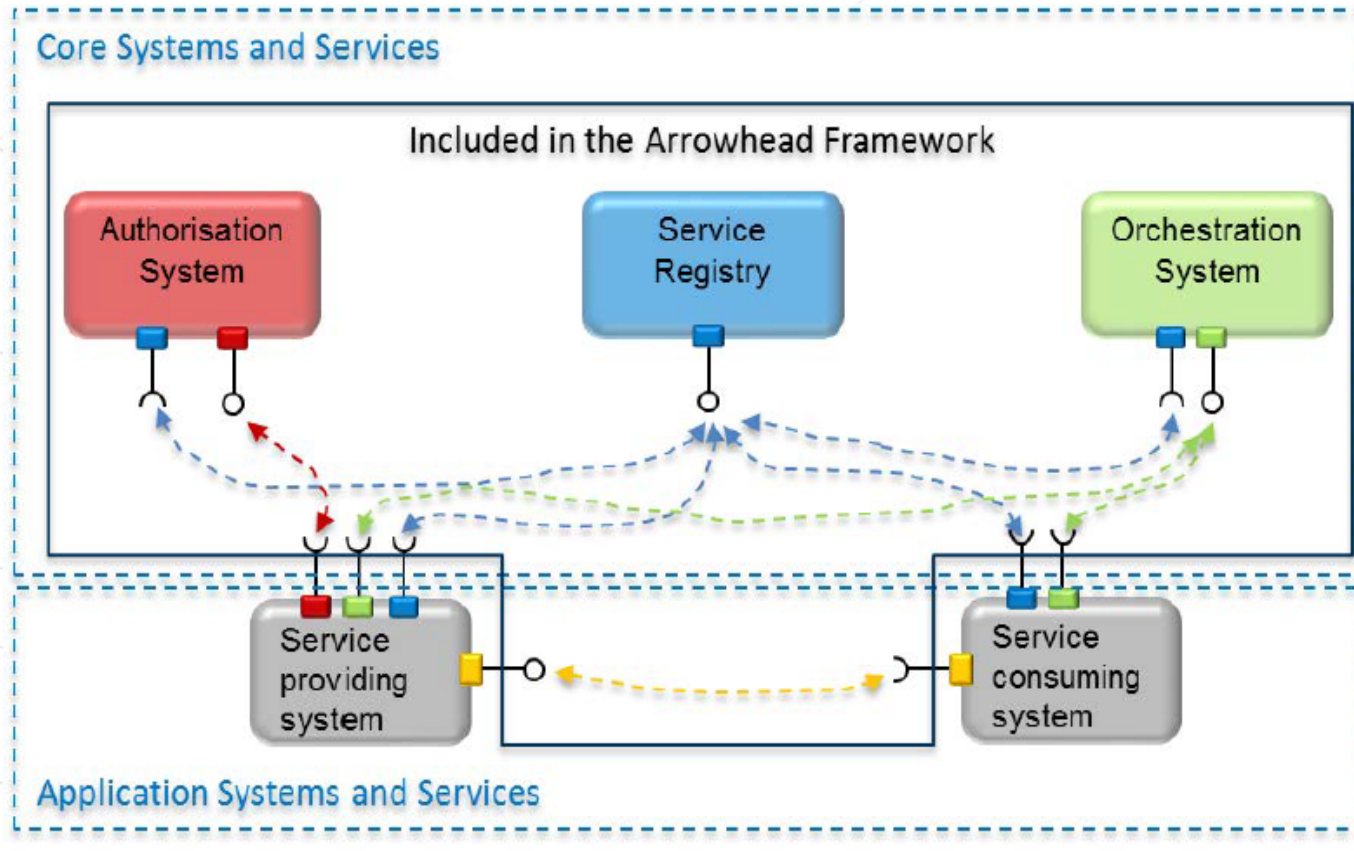 Core Systems and Services
Included in the Arrowhead Framework
Authorisation
System
Service
Registry
Orchestration
System
Service
providing
system
Service
consuming
system
Application Systems and Services